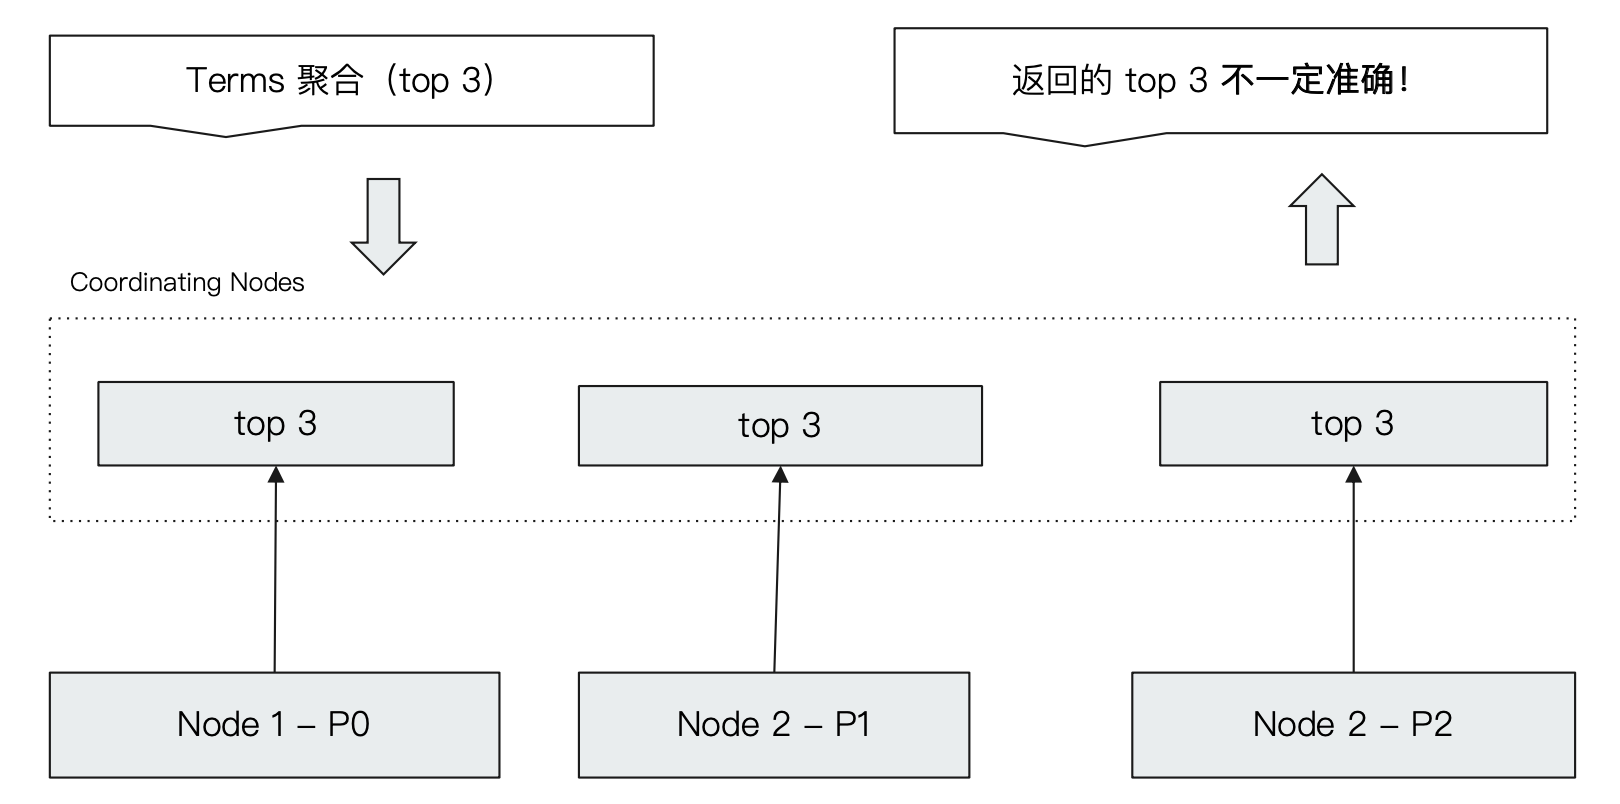 Terms 聚合（top 3）
返回的 top 3 不一定准确！
Coordinating Nodes
top 3
top 3
top 3
Node 1 – P0
Node 2 – P1
Node 2 – P2